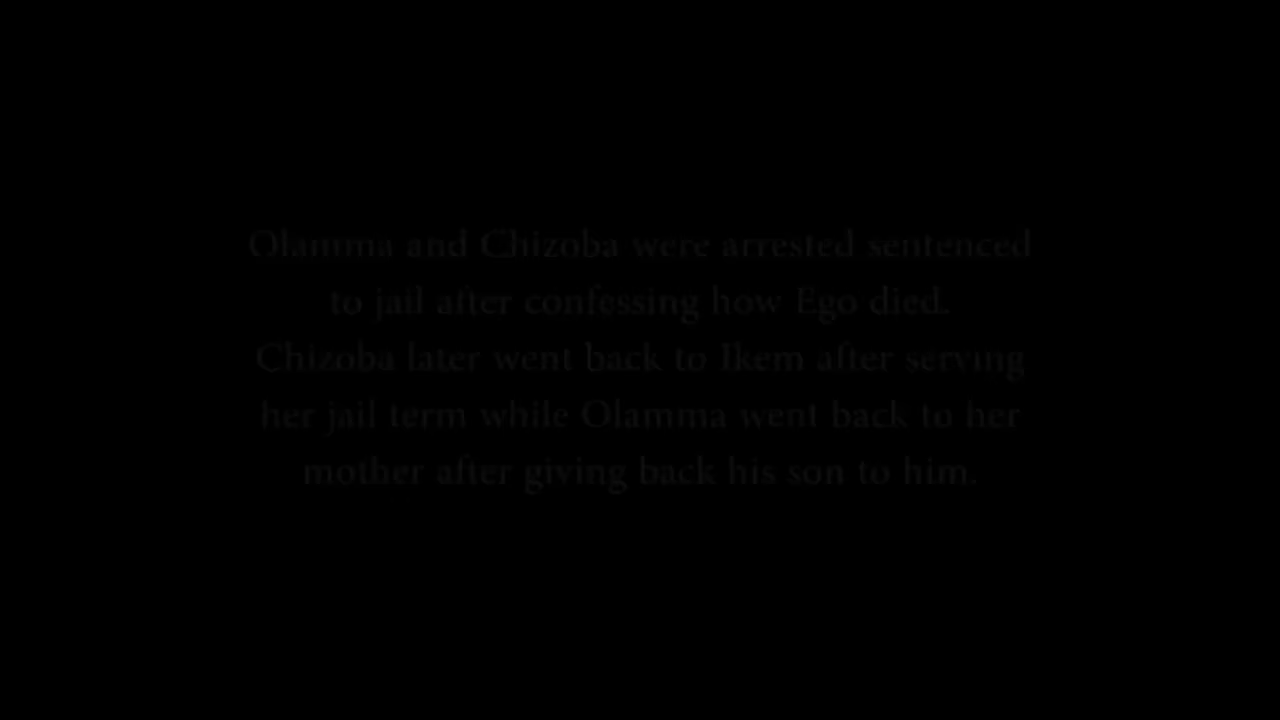 Olamma and Chizoba were arrested sentenced
to jail after confessing how Ego died.
Chizoba later went back to Ikem after serving
her jail term while Olamma went back to her
mother after giving back his son to him.